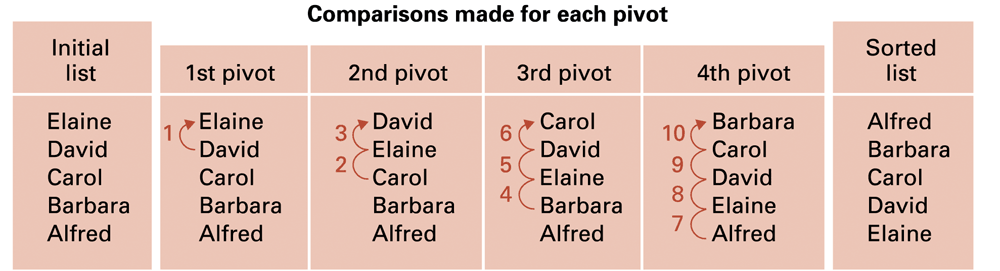 Comparisons made for each pivot
Initial
list
Elaine
David
Carol
Barbara
Alfred
1st pivot
1
Elaine
David
Carol
Barbara
Alfred
2nd pivot
3
2
David
Elaine
Carol
Barbara
Alfred
3rd pivot
6
5
4
Carol
David
Elaine
Barbara
Alfred
4th pivot
10
9
8
7
Barbara
Carol
David
Elaine
Alfred
Sorted
list
Alfred
Barbara
Carol
David
Elaine